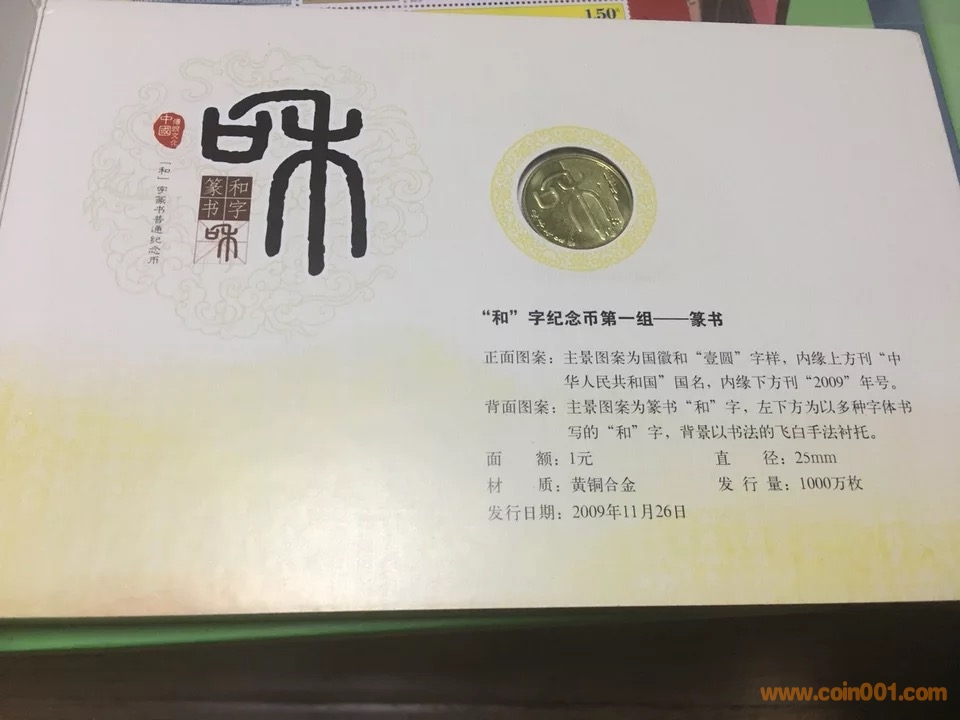 1.50
中國
傳統文化
「和」字篆书普通纪念币
和
和字
篆书
和
“和”字纪念币第一组——篆书
正面图案：主景图案为国徽和“壹圆”字样，内缘上方刊“中
华人民共和国”国名，内缘下方刊“2009”年号。
背面图案：主景图案为篆书“和”字，左下方为以多种字体书
写的“和”字，背景以书法的飞白手法衬托。
面 额：1元 直 径：25mm
材 质：黄铜合金 发 行 量：1000万枚
发行日期：2009年11月26日
www.coin001.com